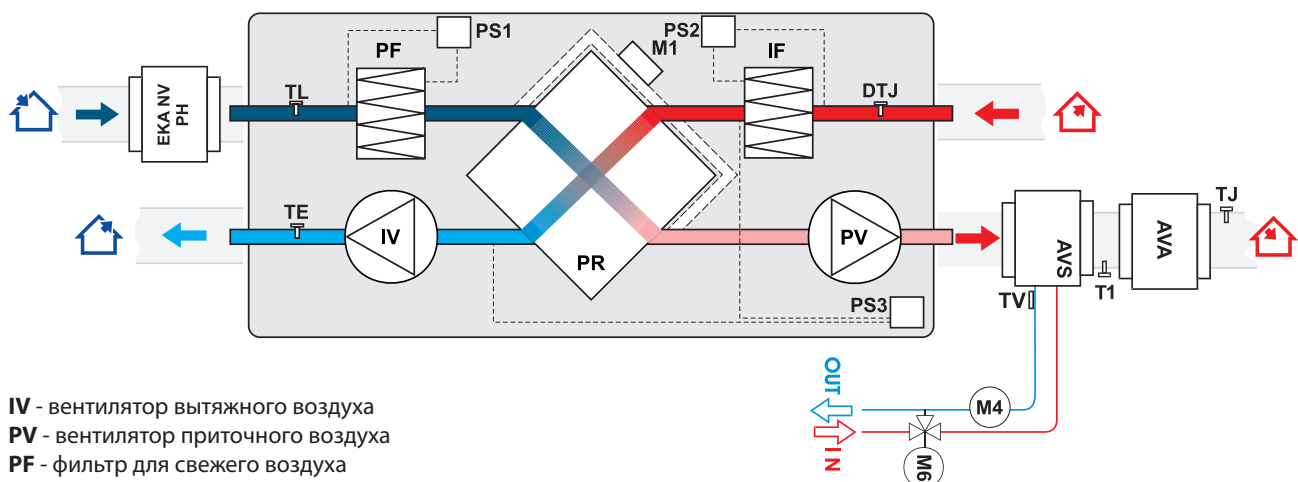 PS1
PS2
M1
PF
IF
TL
DTJ
EKA NV
PH
TE
IV
PR
PV
PS3
AVS
AVA
TJ
T1
TV
OUT
IN
M4
M6
IV - вентилятор вытяжного воздуха
PV - вентилятор приточного воздуха
PF - фильтр для свежего воздуха